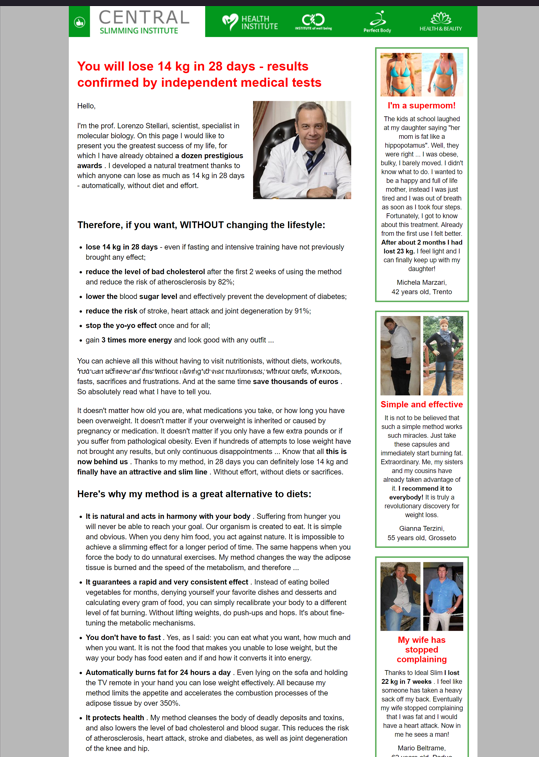 CENTRAL
SLIMMING INSTITUTE
HEALTH
INSTITUTE
INSTITUTE of well being
Perfect Body
HEALTH & BEAUTY
You will lose 14 kg in 28 days - results
confirmed by independent medical tests
Hello,
I'm the prof. Lorenzo Stellari, scientist, specialist in
molecular biology. On this page I would like to
present you the greatest success of my life, for
which I have already obtained a dozen prestigious
awards . I developed a natural treatment thanks to
which anyone can lose as much as 14 kg in 28 days
- automatically, without diet and effort.
Therefore, if you want, WITHOUT changing the lifestyle:
• lose 14 kg in 28 days - even if fasting and intensive training have not previously
brought any effect;
• reduce the level of bad cholesterol after the first 2 weeks of using the method
and reduce the risk of atherosclerosis by 82%;
• lower the blood sugar level and effectively prevent the development of diabetes;
• reduce the risk of stroke, heart attack and joint degeneration by 91%;
• stop the yo-yo effect once and for all;
• gain 3 times more energy and look good with any outfit ...
You can achieve all this without having to visit nutritionists, without diets, workouts,
fasts, sacrifices and frustrations. And at the same time save thousands of euros .
So absolutely read what I have to tell you.
It doesn't matter how old you are, what medications you take, or how long you have
been overweight. It doesn't matter if your overweight is inherited or caused by
pregnancy or medication. It doesn't matter if you only have a few extra pounds or if
you suffer from pathological obesity. Even if hundreds of attempts to lose weight have
not brought any results, but only continuous disappointments ... Know that all this is
now behind us . Thanks to my method, in 28 days you can definitely lose 14 kg and
finally have an attractive and slim line . Without effort, without diets or sacrifices.
Here's why my method is a great alternative to diets:
• It is natural and acts in harmony with your body . Suffering from hunger you
will never be able to reach your goal. Our organism is created to eat. It is simple
and obvious. When you deny him food, you act against nature. It is impossible to
achieve a slimming effect for a longer period of time. The same happens when you
force the body to do unnatural exercises. My method changes the way the adipose
tissue is burned and the speed of the metabolism, and therefore ...
• It guarantees a rapid and very consistent effect . Instead of eating boiled
vegetables for months, denying yourself your favorite dishes and desserts and
calculating every gram of food, you can simply recalibrate your body to a different
level of fat burning. Without lifting weights, do push-ups and hops. It's about fine-
tuning the metabolic mechanisms.
• You don't have to fast . Yes, as I said: you can eat what you want, how much and
when you want. It is not the food that makes you unable to lose weight, but the
way your body has food eaten and if and how it converts it into energy.
• Automatically burns fat for 24 hours a day . Even lying on the sofa and holding
the TV remote in your hand you can lose weight effectively. All because my
method limits the appetite and accelerates the combustion processes of the
adipose tissue by over 350%.
• It protects health . My method cleanses the body of deadly deposits and toxins,
and also lowers the level of bad cholesterol and blood sugar. This reduces the risk
of atherosclerosis, heart attack, stroke and diabetes, as well as joint degeneration
of the knee and hip.
I'm a supermom!
The kids at school laughed
at my daughter saying "her
mom is fat like a
hippopotamus". Well, they
were right ... I was obese,
bulky, I barely moved. I didn't
know what to do. I wanted to
be a happy and full of life
mother, instead I was just
tired and I was out of breath
as soon as I took four steps.
Fortunately, I got to know
about this treatment. Already
from the first use I felt better.
After about 2 months I had
lost 23 kg. I feel light and I
can finally keep up with my
daughter!
Michela Marzari,
42 years old, Trento
Simple and effective
It is not to be believed that
such a simple method works
such miracles. Just take
these capsules and
immediately start burning fat.
Extraordinary. Me, my sisters
and my cousins have
already taken advantage of
it. I recommend it to
everybody! It is truly a
revolutionary discovery for
weight loss.
Gianna Terzini,
55 years old, Grosseto
My wife has
stopped
complaining
Thanks to Ideal Slim I lost
22 kg in 7 weeks . I feel like
someone has taken a heavy
sack off my back. Eventually
my wife stopped complaining
that I was fat and I would
have a heart attack. Now in
me he sees a man!
Mario Beltrame,